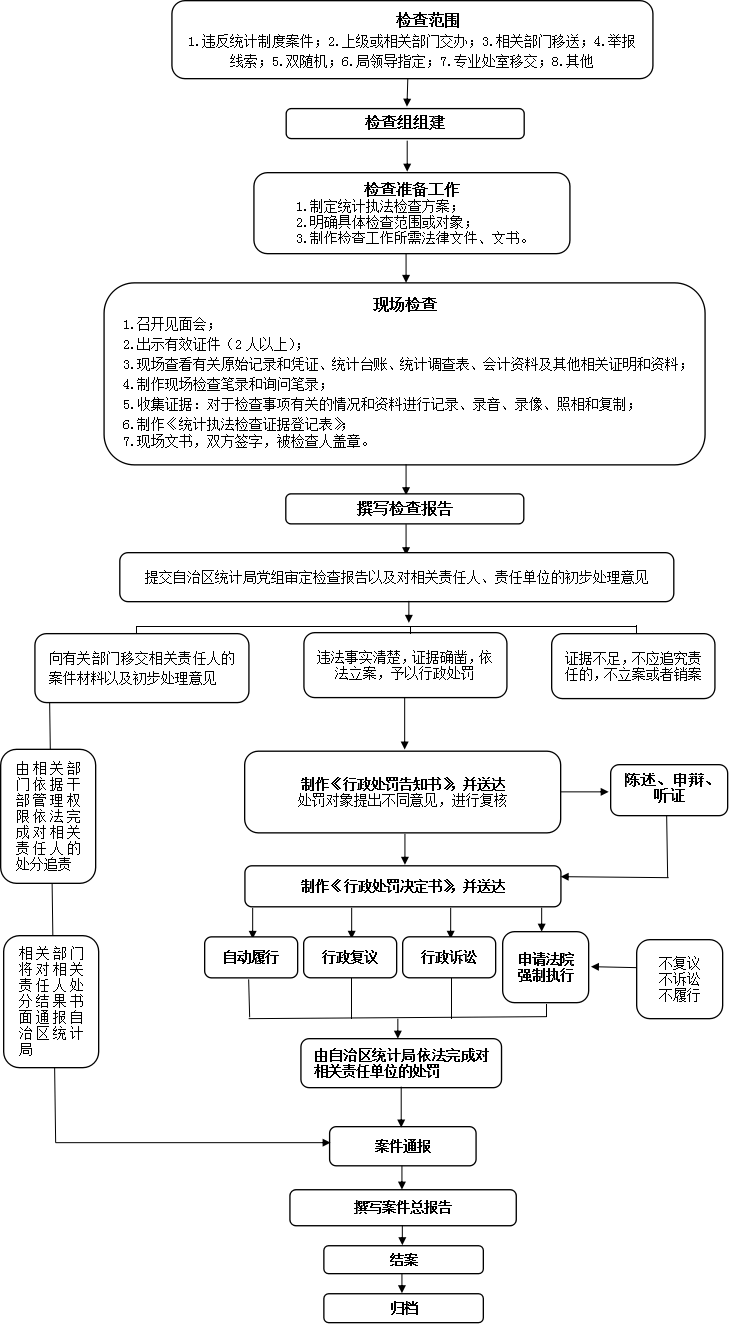 检查范围
1.违反统计制度案件；2.上级或相关部门交办；3.相关部门移送；4.举报
线索；5.双随机；6.局领导指定；7.专业处室移交；8.其他
检查组组建
检查准备工作
1.制定统计执法检查方案；
2.明确具体检查范围或对象；
3.制作检查工作所需法律文件、文书。
现场检查
1.召开见面会；
2.出示有效证件（2人以上）；
3.现场查看有关原始记录和凭证、统计台账、统计调查表、会计资料及其他相关证明和资料；
4.制作现场检查笔录和询问笔录；
5.收集证据：对于检查事项有关的情况和资料进行记录、录音、录像、照相和复制；
6.制作《统计执法检查证据登记表》；
7.现场文书，双方签字，被检查人盖章。
撰写检查报告
提交自治区统计局党组审定检查报告以及对相关责任人、责任单位的初步处理意见
向有关部门移交相关责任人的
案件材料以及初步处理意见
违法事实清楚，证据确凿，依
法立案，予以行政处罚
证据不足，不应追究责
任的，不立案或者销案
由相关部
门依据干
部管理权
限依法完
成对相关
责任人的
处分追责
制作《行政处罚告知书》，并送达
处罚对象提出不同意见，进行复核
陈述、申辩、
听证
制作《行政处罚决定书》，并送达
自动履行
行政复议
行政诉讼
申请法院
强制执行
不复议
不诉讼
不履行
相关部门
将对相关
责任人处
分结果书
面通报自
治区统计
局
由自治区统计局依法完成对
相关责任单位的处罚
案件通报
撰写案件总报告
结案
归档